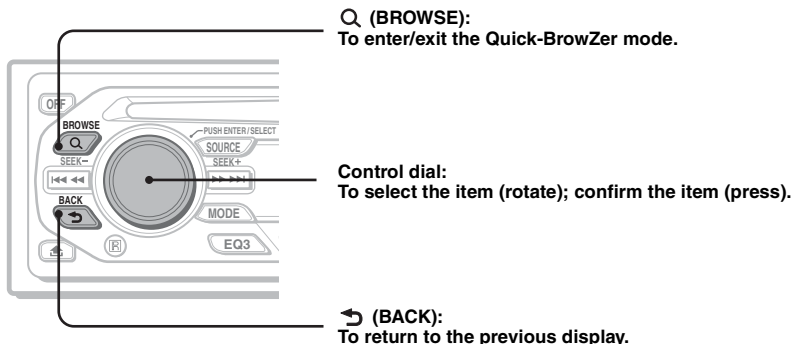 (BROWSE):
To enter/exit the Quick-BrowZer mode.
OFF
BROWSE
PUSH ENTER/SELECT
SOURCE
SEEK−
SEEK+
Control dial:
To select the item (rotate); confirm the item (press).
BACK
MODE
R
EQ3
(BACK):
To return to the previous display.